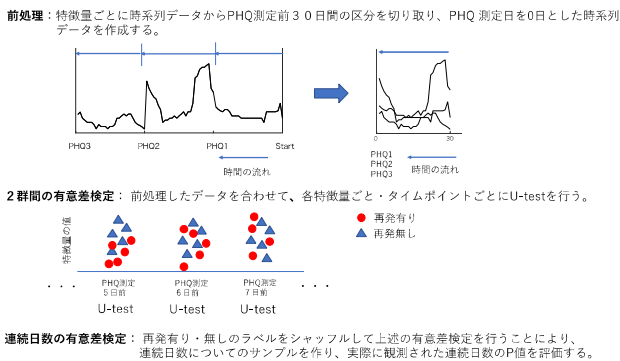 前処理：特徴量ごとに時系列データからPHQ測定前３０日間の区分を切り取り、PHQ 測定日を0日とした時系列
データを作成する。
PHQ3 PHQ2 PHQ1 Start
時間の流れ
0 30
PHQ1
PHQ2
PHQ3
時間の流れ
２群間の有意差検定： 前処理したデータを合わせて、各特徴量ごと・タイムポイントごとにU-testを行う。
特徴量の値
再発有り
再発無し
・・・ PHQ測定 PHQ測定 PHQ測定 ・・・
5日前 6日前 7日前
U-test U-test U-test
連続日数の有意差検定： 再発有り・無しのラベルをシャッフルして上述の有意差検定を行うことにより、
連続日数についてのサンプルを作り、実際に観測された連続日数のP値を評価する。